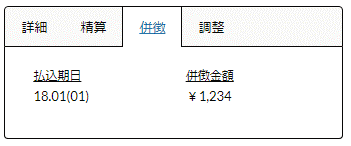 詳細 精算 併徴 調整
払込期日 併徴金額
18.01(01) ¥1,234